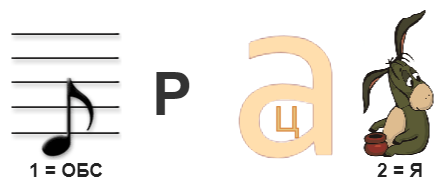 Р
а
ц
1 = ОБС
2 = Я